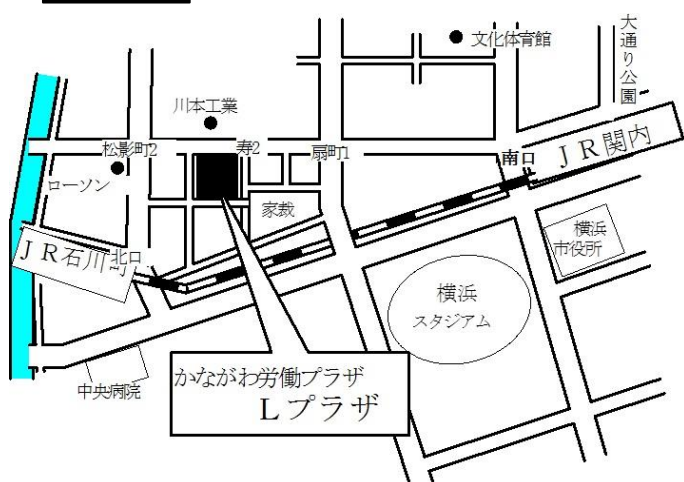 文化体育館
大通り公園
川本工業
松影町2
寿2
扇町1
南口
JR関内
ローソン
家裁
横浜
市役所
JR石川町
北口
横浜
スタジアム
中央病院
かながわ労働プラザ
Lプラザ